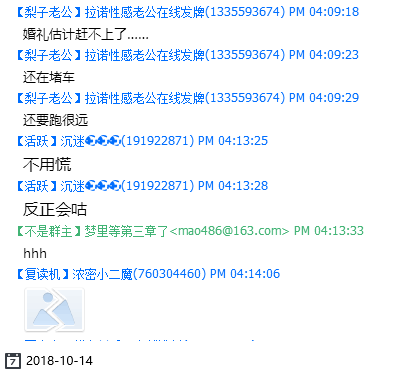 【梨子老公】拉诺性感老公在线发牌(1335593674) PM 04:09:18
婚礼估计赶不上了......
【梨子老公】拉诺性感老公在线发牌(1335593674) PM 04:09:23
还在堵车
【梨子老公】拉诺性感老公在线发牌(1335593674) PM 04:09:29
还要跑很远
【活跃】沉迷(191922871) PM 04:13:25
不用慌
【活跃】沉迷(191922871) PM 04:13:28
反正会咕
【不是群主】梦里等第三章了<mao486@163.com> PM 04:13:33
hhh
【复读机】浓密小二魔(760304460) PM 04:14:06
7 2018-10-14